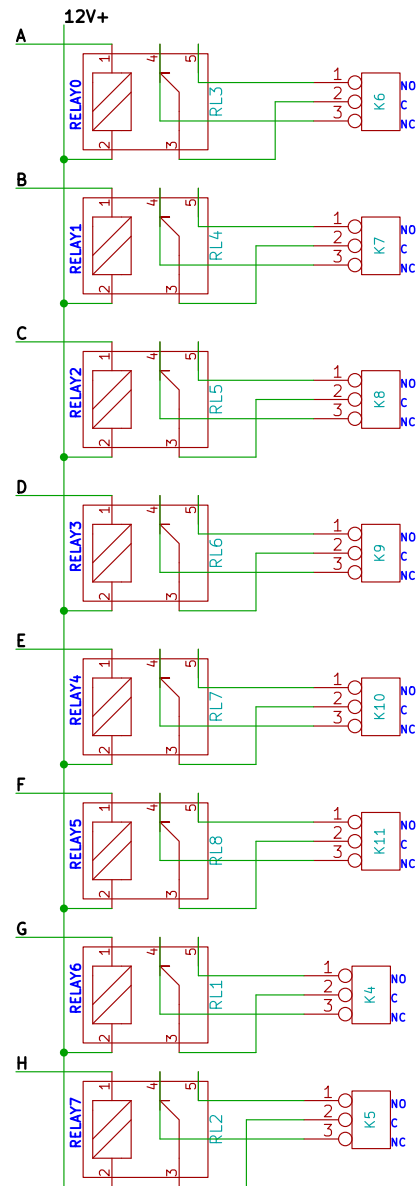 12V+
A
RELAY0
1
2
4
5
3
RL3
1
2
3
K6
NO
C
NC
B
RELAY1
1
2
4
5
3
RL4
1
2
3
K7
NO
C
NC
C
RELAY2
1
2
4
5
3
RL5
1
2
3
K8
NO
C
NC
D
RELAY3
1
2
4
5
3
RL6
1
2
3
K9
NO
C
NC
E
RELAY4
1
2
4
5
3
RL7
1
2
3
K10
NO
C
NC
F
RELAY5
1
2
4
5
3
RL8
1
2
3
K11
NO
C
NC
G
RELAY6
1
2
4
5
3
RL1
1
2
3
K4
NO
C
NC
H
RELAY7
1
2
4
5
3
RL2
1
2
3
K5
NO
C
NC